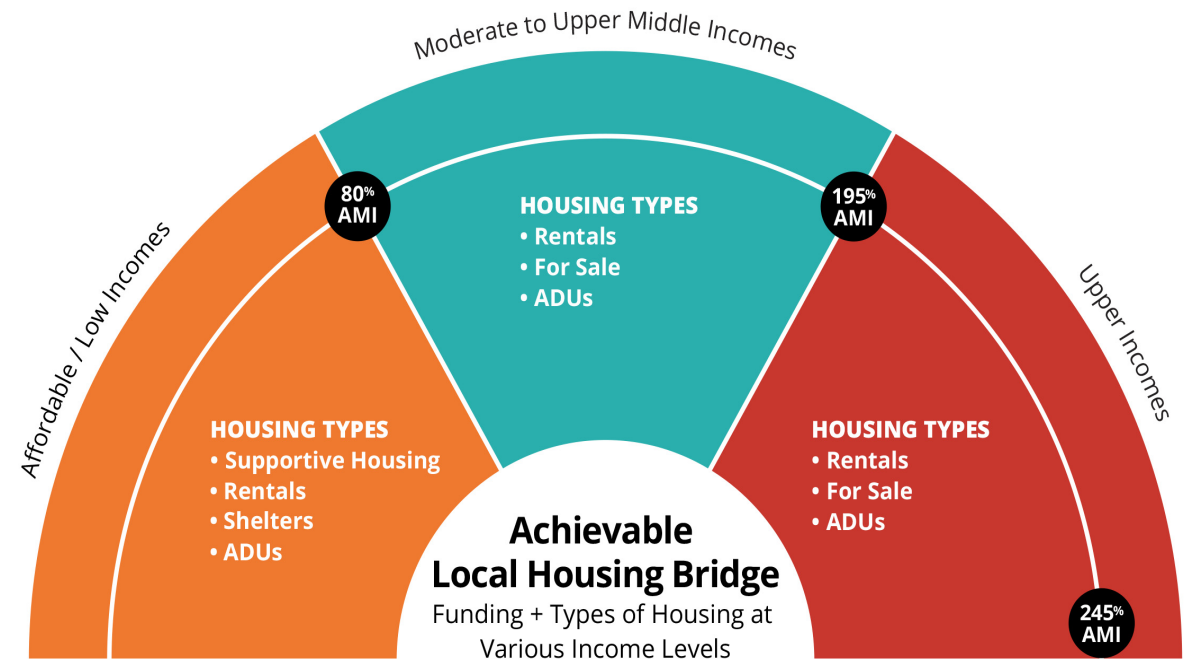 Moderate to Upper Middle Incomes
Affordable / Low Incomes
Upper Incomes
80%
AMI
195%
AMI
HOUSING TYPES
• Rentals
• For Sale
• ADUs
HOUSING TYPES
• Supportive Housing
• Rentals
• Shelters
• ADUs
HOUSING TYPES
• Rentals
• For Sale
• ADUs
Achievable
Local Housing Bridge
Funding + Types of Housing at
Various Income Levels
245%
AMI